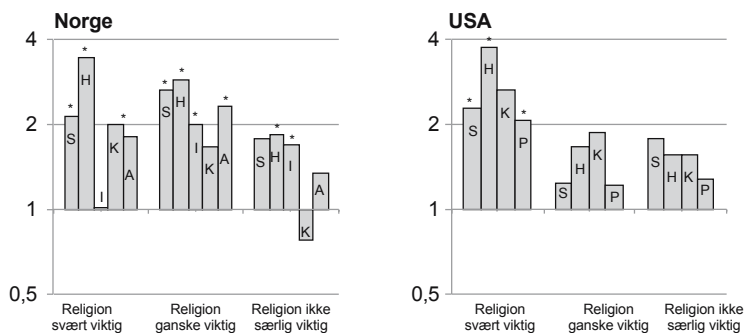 Norge
4
2
1
0,5
* * * *
S H I K A
* * * *
S H I K A
* *
S H I K A
Religion
svært viktig
Religion
ganske viktig
Religion ikke
særlig viktig
USA
4
2
1
0,5
* * *
S H K P
S H K P
S H K P
Religion
svært viktig
Religion
ganske viktig
Religion ikke
særlig viktig